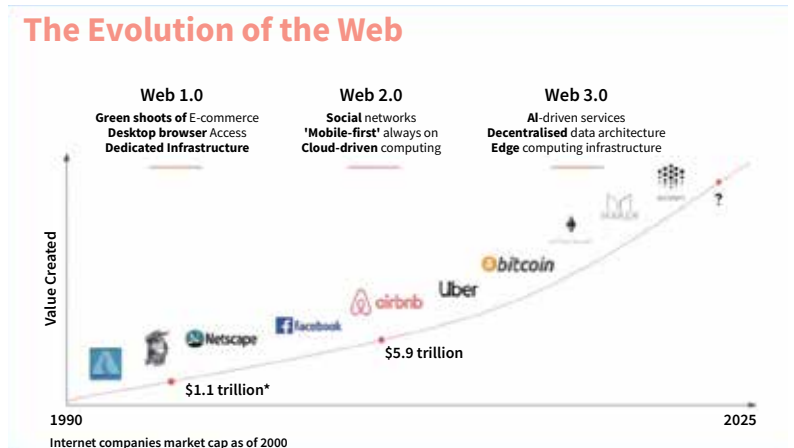 The Evolution of the Web
Web 1.0
Green shoots of E-commerce
Desktop browser Access
Dedicated Infrastructure
Web 2.0
Social networks
'Mobile-first' always on
Cloud-driven computing
Web 3.0
AI-driven services
Decentralised data architecture
Edge computing infrastructure
Value Created
?
bitcoin
Uber
airbnb
facebook
Netscape
$5.9 trillion
$1.1 trillion*
1990
2025
Internet companies market cap as of 2000